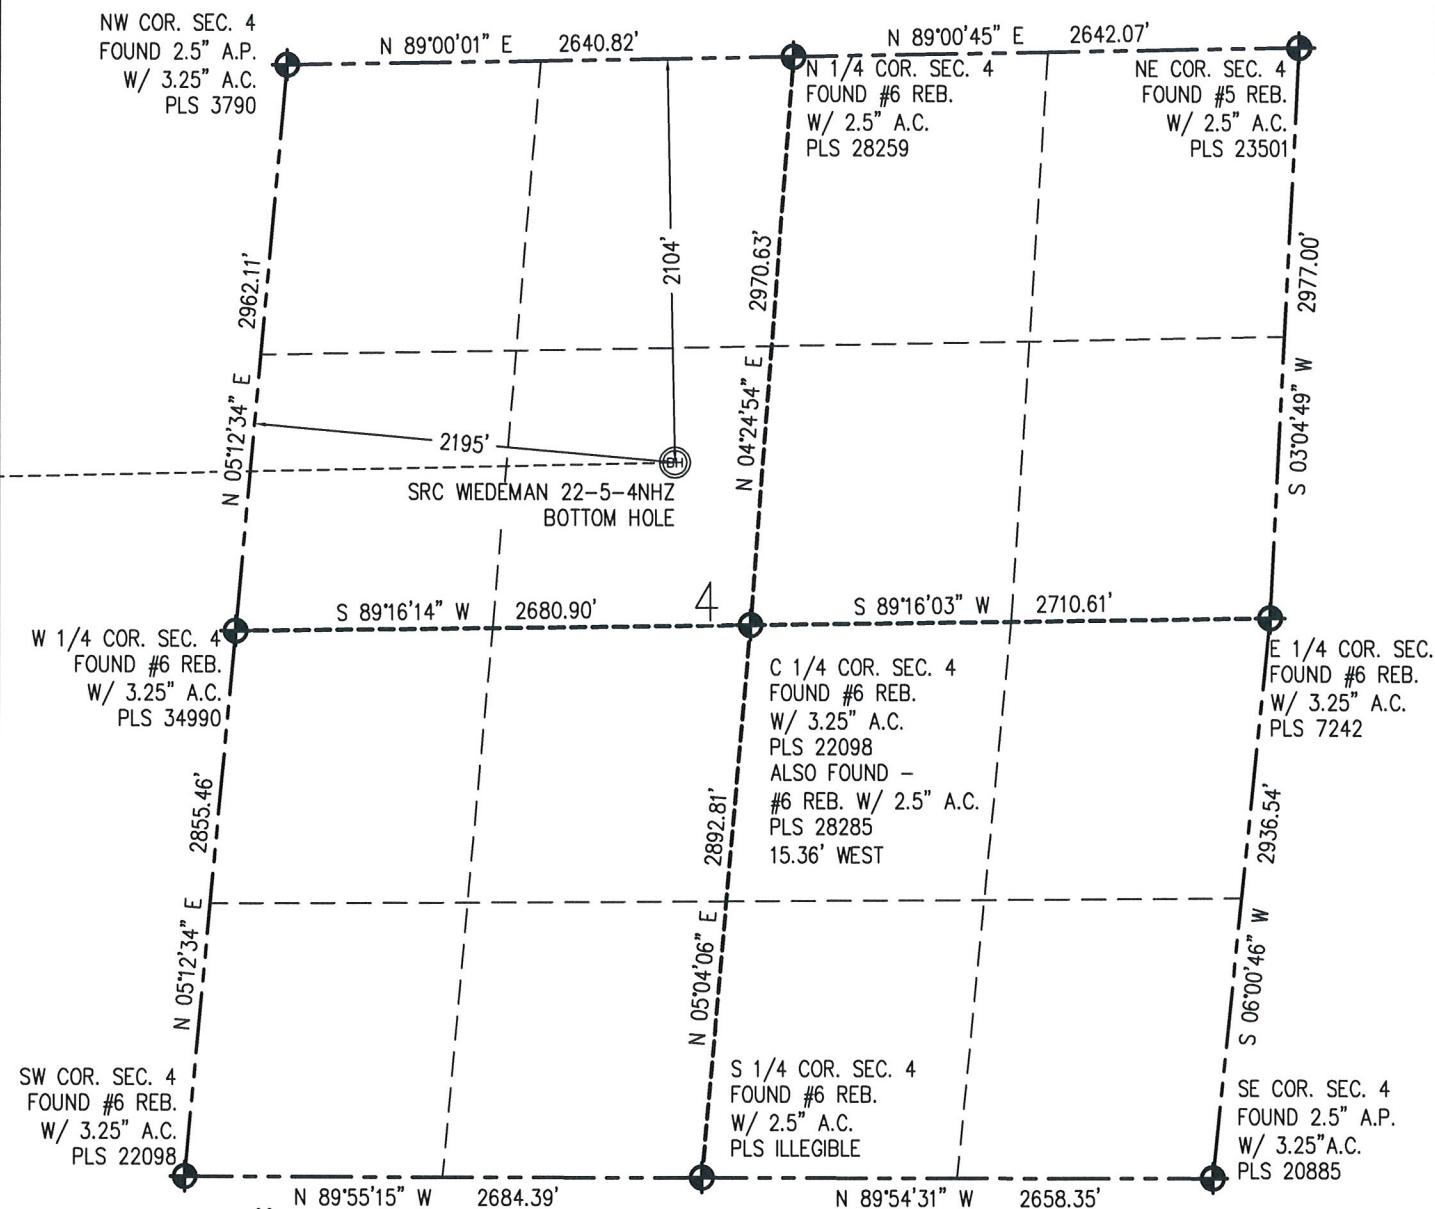 NW COR. SEC. 4
FOUND 2.5" A.P.
W/ 3.25" A.C.
PLS 3790
N 89°00'01" E 2640.82'
N 89°00'45" E 2642.07'
N 1/4 COR. SEC. 4
FOUND #6 REB.
W/ 2.5" A.C.
PLS 28259
NE COR. SEC. 4
FOUND #5 REB.
W/ 2.5" A.C.
PLS 23501
N 05°12'34" E 2962.11'
2104'
N 04°24'54" E 2970.63'
S 03°04'49" W 2977.00'
2195'
BH
SRC WIEDEMAN 22-5-4NHZ
BOTTOM HOLE
S 89°16'14" W 2680.90'
4
S 89°16'03" W 2710.61'
W 1/4 COR. SEC. 4
FOUND #6 REB.
W/ 3.25" A.C.
PLS 34990
C 1/4 COR. SEC. 4
FOUND #6 REB.
W/ 3.25" A.C.
PLS 22098
ALSO FOUND -
#6 REB. W/ 2.5" A.C.
PLS 28285
15.36' WEST
E 1/4 COR. SEC.
FOUND #6 REB.
W/ 3.25" A.C.
PLS 7242
N 05°12'34" E 2855.46'
N 05°04'06" E 2892.81'
S 06°00'46" W 2936.54'
SW COR. SEC. 4
FOUND #6 REB.
W/ 3.25" A.C.
PLS 22098
S 1/4 COR. SEC. 4
FOUND #6 REB.
W/ 2.5" A.C.
PLS ILLEGIBLE
SE COR. SEC. 4
FOUND 2.5" A.P.
W/ 3.25"A.C.
PLS 20885
N 89°55'15" W 2684.39'
N 89°54'31" W 2658.35'